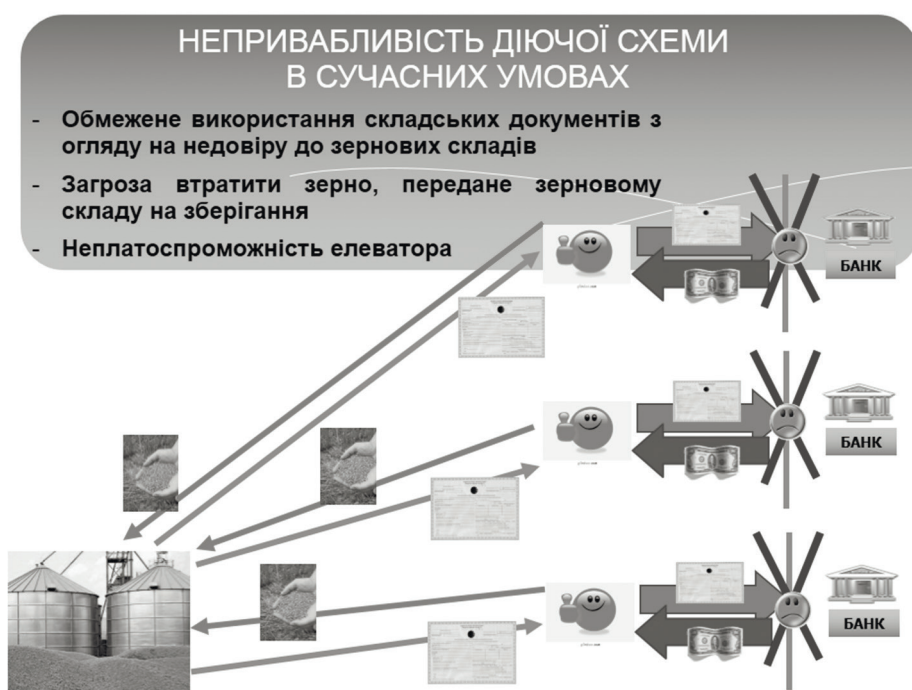 НЕПРИВАБЛИВІСТЬ ДІЮЧОЇ СХЕМИ
В СУЧАСНИХ УМОВАХ
- Обмежене використання складських документів з
огляду на недовіру до зернових складів
- Загроза втратити зерно, передане зерновому
складу на зберігання
- Неплатоспроможність елеватора
БАНК
БАНК
БАНК